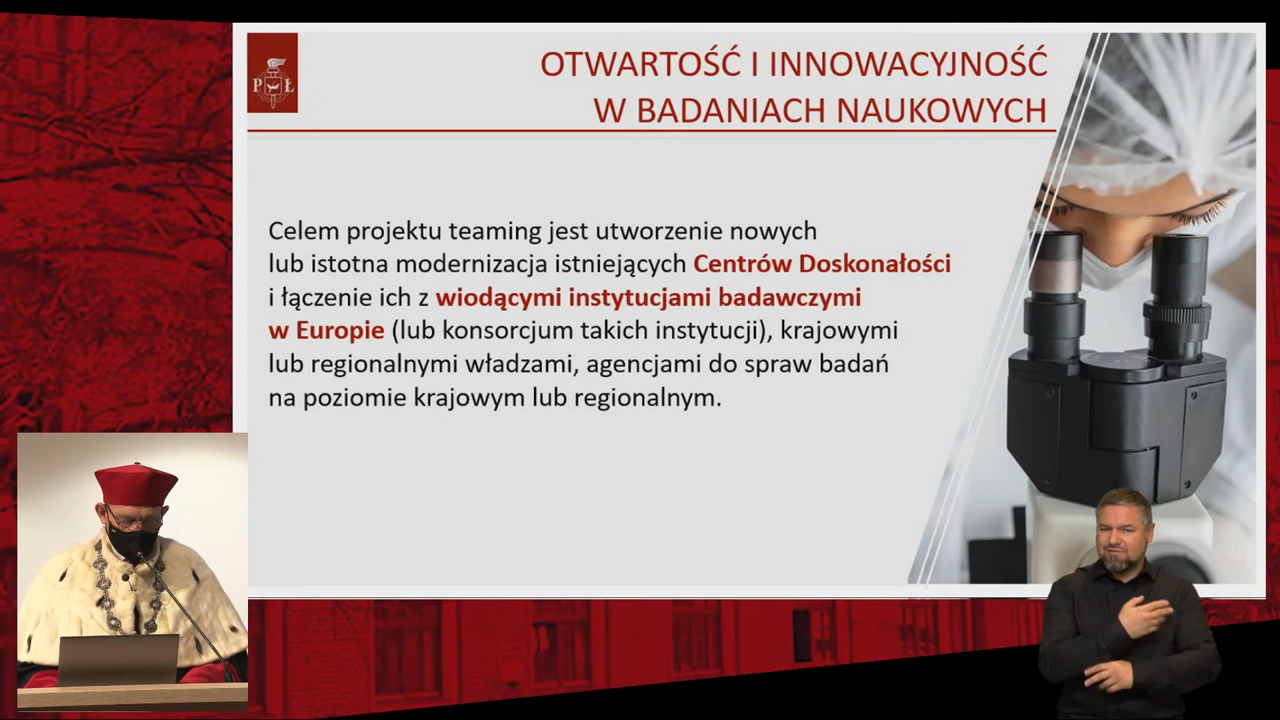 P Ł
OTWARTOŚĆ I INNOWACYJNOŚĆ
W BADANIACH NAUKOWYCH
Celem projektu teaming jest utworzenie nowych
lub istotna modernizacja istniejących Centrów Doskonałości
i łączenie ich z wiodącymi instytucjami badawczymi
w Europie (lub konsorcjum takich instytucji), krajowymi
lub regionalnymi władzami, agencjami do spraw badań
na poziomie krajowym lub regionalnym.